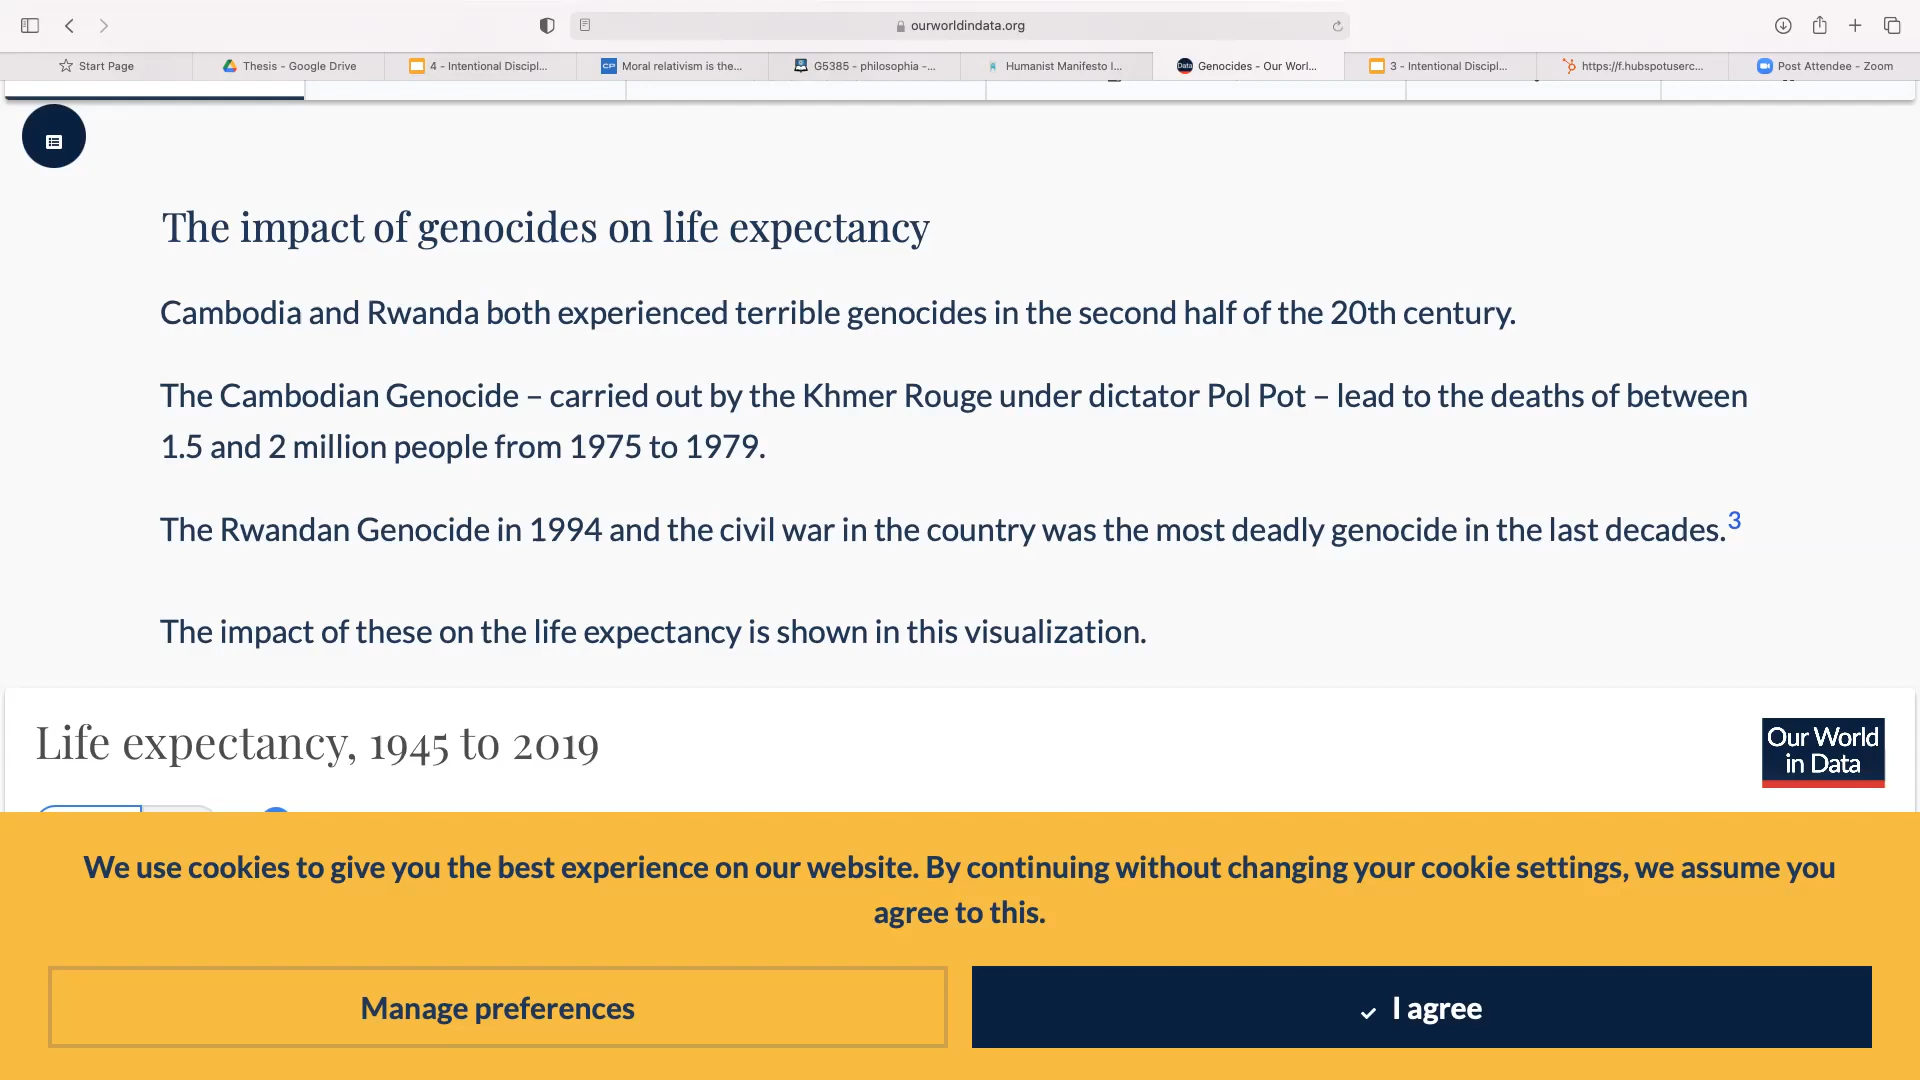 ourworldindata.org
Start Page
Thesis - Google Drive
4 - Intentional Discipl...
CP
Moral relativism is the...
G5385 - philosophia -...
Humanist Manifesto I...
Data
Genocides - Our Worl...
3 - Intentional Discipl...
https://f.hubspotuserc...
Post Attendee - Zoom
The impact of genocides on life expectancy
Cambodia and Rwanda both experienced terrible genocides in the second half of the 20th century.
The Cambodian Genocide – carried out by the Khmer Rouge under dictator Pol Pot – lead to the deaths of between
1.5 and 2 million people from 1975 to 1979.
The Rwandan Genocide in 1994 and the civil war in the country was the most deadly genocide in the last decades.3
The impact of these on the life expectancy is shown in this visualization.
Life expectancy, 1945 to 2019
Our World
in Data
We use cookies to give you the best experience on our website. By continuing without changing your cookie settings, we assume you
agree to this.
Manage preferences
I agree